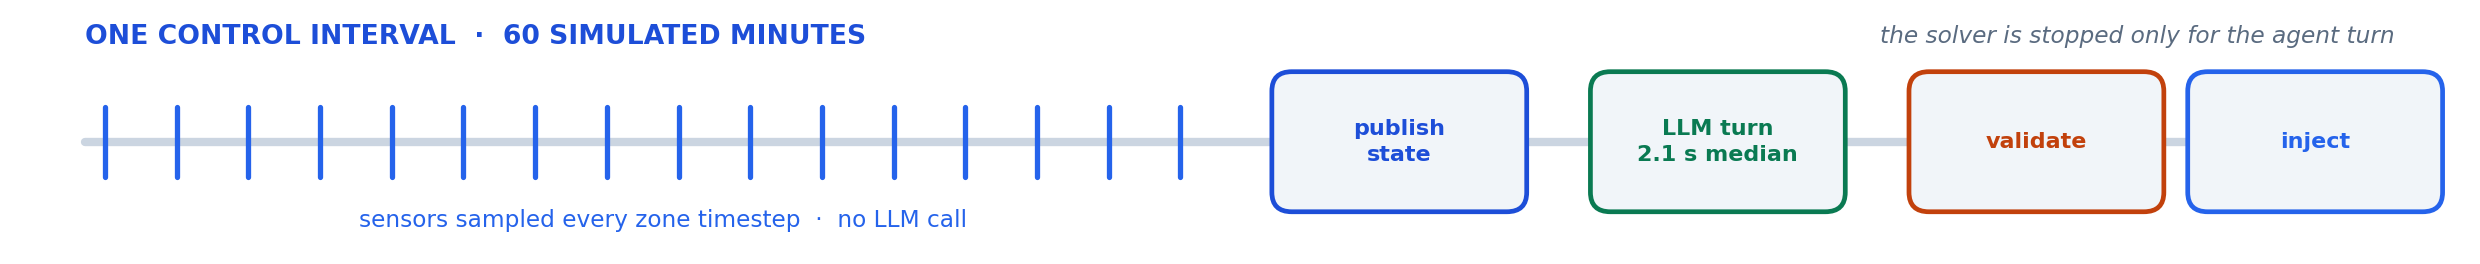 ONE CONTROL INTERVAL · 60 SIMULATED MINUTES
the solver is stopped only for the agent turn
publish
state
LLM turn
2.1 s median
validate
inject
sensors sampled every zone timestep · no LLM call